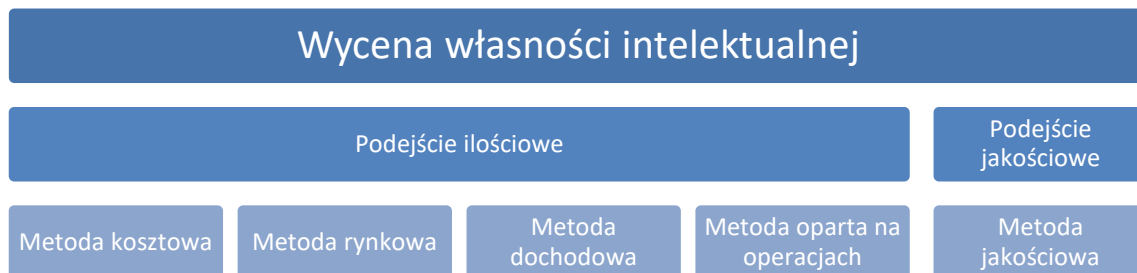 Wycena własności intelektualnej
Podejście ilościowe
Podejście
jakościowe
Metoda kosztowa
Metoda rynkowa
Metoda
dochodowa
Metoda oparta na
operacjach
Metoda
jakościowa